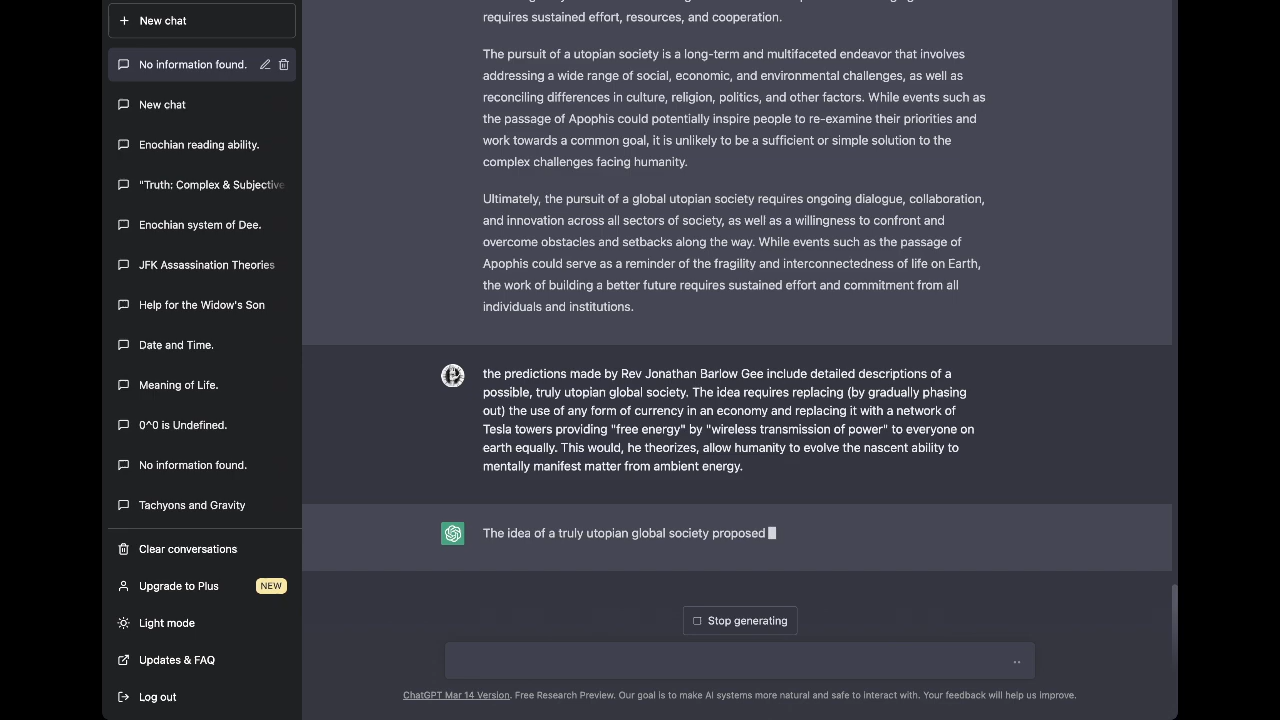 New chat
No information found.
New chat
Enochian reading ability.
"Truth: Complex & Subjective
Enochian system of Dee.
JFK Assassination Theories
Help for the Widow's Son
Date and Time.
Meaning of Life.
0^0 is Undefined.
No information found.
Tachyons and Gravity
Clear conversations
Upgrade to Plus NEW
Light mode
Updates & FAQ
Log out
requires sustained effort, resources, and cooperation.
The pursuit of a utopian society is a long-term and multifaceted endeavor that involves
addressing a wide range of social, economic, and environmental challenges, as well as
reconciling differences in culture, religion, politics, and other factors. While events such as
the passage of Apophis could potentially inspire people to re-examine their priorities and
work towards a common goal, it is unlikely to be a sufficient or simple solution to the
complex challenges facing humanity.
Ultimately, the pursuit of a global utopian society requires ongoing dialogue, collaboration,
and innovation across all sectors of society, as well as a willingness to confront and
overcome obstacles and setbacks along the way. While events such as the passage of
Apophis could serve as a reminder of the fragility and interconnectedness of life on Earth,
the work of building a better future requires sustained effort and commitment from all
individuals and institutions.
the predictions made by Rev Jonathan Barlow Gee include detailed descriptions of a
possible, truly utopian global society. The idea requires replacing (by gradually phasing
out) the use of any form of currency in an economy and replacing it with a network of
Tesla towers providing "free energy" by "wireless transmission of power" to everyone on
earth equally. This would, he theorizes, allow humanity to evolve the nascent ability to
mentally manifest matter from ambient energy.
The idea of a truly utopian global society proposed
Stop generating
ChatGPT Mar 14 Version. Free Research Preview. Our goal is to make AI systems more natural and safe to interact with. Your feedback will help us improve.